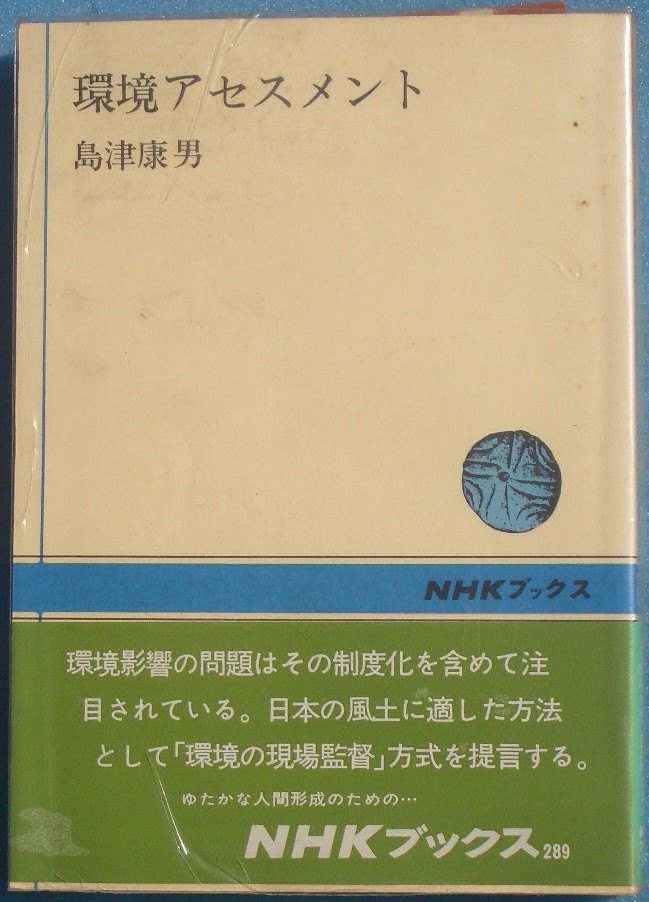 環境アセスメント
島津康男
NHKブックス
環境影響の問題はその制度化を含めて注
目されている。日本の風土に適した方法
として「環境の現場監督」方式を提言する。
ゆたかな人間形成のための…
NHKブックス289